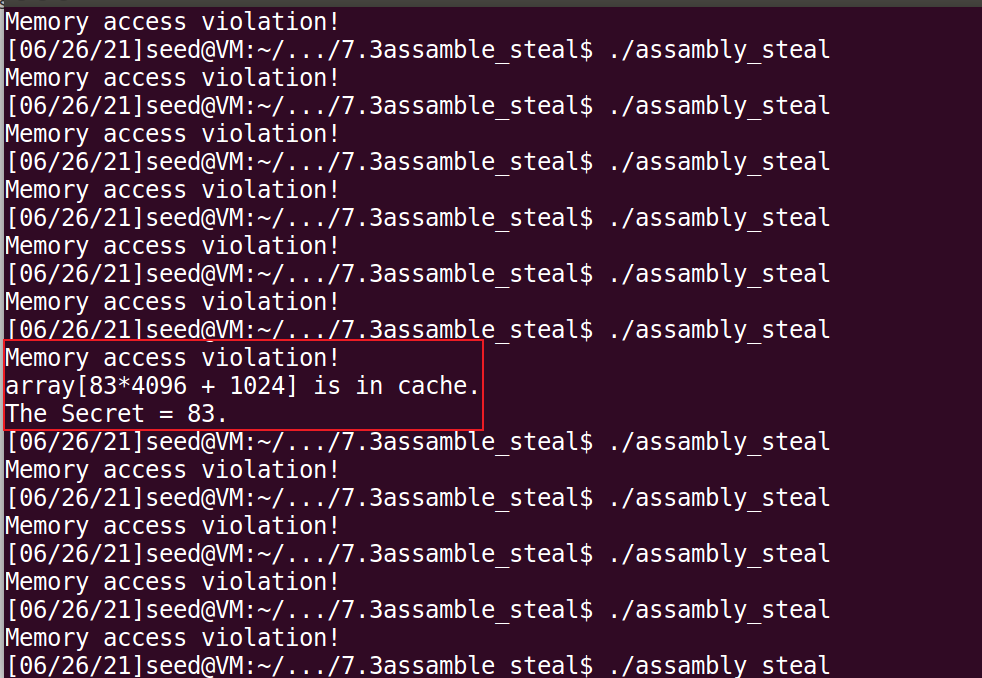 Memory access violation!
[06/26/21]seed@VM:~/.../7.3assamble_steal$ ./assambly_steal
Memory access violation!
[06/26/21]seed@VM:~/.../7.3assamble_steal$ ./assambly_steal
Memory access violation!
[06/26/21]seed@VM:~/.../7.3assamble_steal$ ./assambly_steal
Memory access violation!
[06/26/21]seed@VM:~/.../7.3assamble_steal$ ./assambly_steal
Memory access violation!
[06/26/21]seed@VM:~/.../7.3assamble_steal$ ./assambly_steal
Memory access violation!
[06/26/21]seed@VM:~/.../7.3assamble_steal$ ./assambly_steal
Memory access violation!
array[83*4096 + 1024] is in cache.
The Secret = 83.
[06/26/21]seed@VM:~/.../7.3assamble_steal$ ./assambly_steal
Memory access violation!
[06/26/21]seed@VM:~/.../7.3assamble_steal$ ./assambly_steal
Memory access violation!
[06/26/21]seed@VM:~/.../7.3assamble_steal$ ./assambly_steal
Memory access violation!
[06/26/21]seed@VM:~/.../7.3assamble_steal$ ./assambly_steal
Memory access violation!
[06/26/21]seed@VM:~/.../7.3assamble_steal$ ./assambly_steal